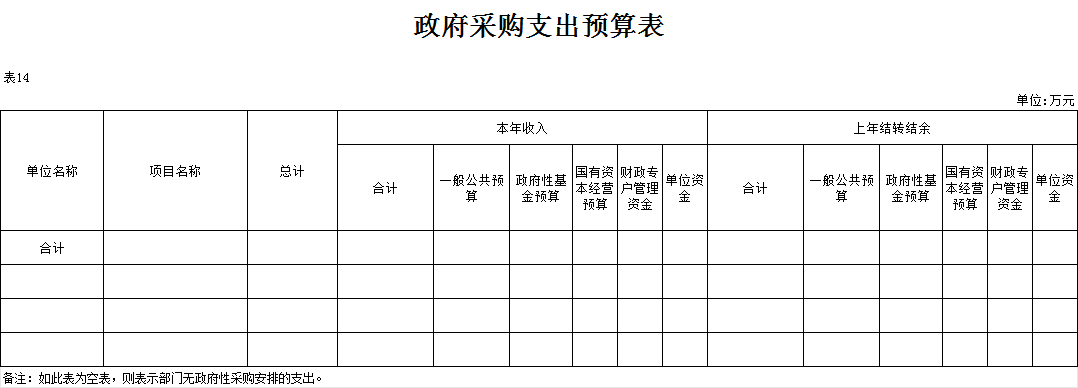 政府采购支出预算表
表14
单位:万元
单位名称 项目名称 总计 本年收入 上年结转结余
合计 一般公共预算 政府性基金预算 国有资本经营预算 财政专户管理资金 单位资金 合计 一般公共预算 政府性基金预算 国有资本经营预算 财政专户管理资金 单位资金
合计
备注: 如此表为空表，则表示部门无政府性采购安排的支出。